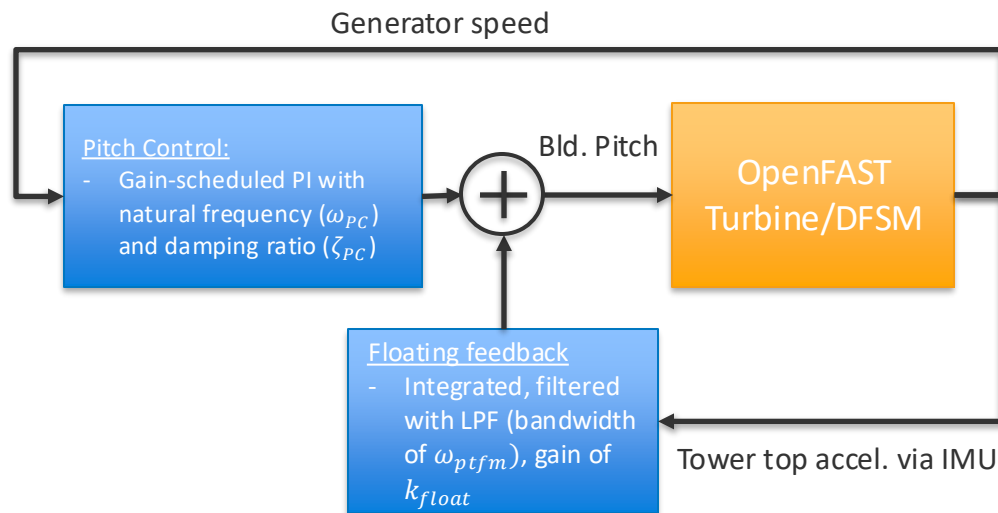 Generator speed
Pitch Control:
- Gain-scheduled PI with
natural frequency (ω_PC)
and damping ratio (ζ_PC)
+
Bld. Pitch
OpenFAST
Turbine/DFSM
Floating feedback
- Integrated, filtered
with LPF (bandwidth
of ω_ptfm), gain of
k_float
Tower top accel. via IMU